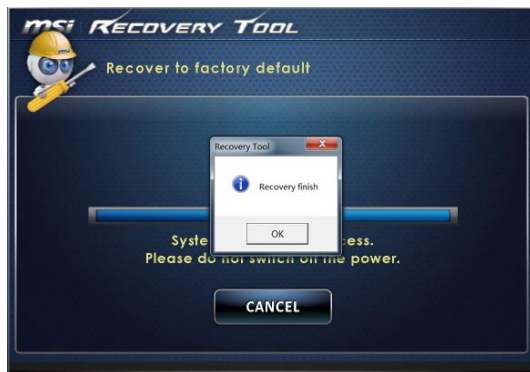 msi RECOVERY TOOL
Recover to factory default
Recovery Tool
Recovery finish
OK
Syste ess.
Please do not switch off the power.
CANCEL